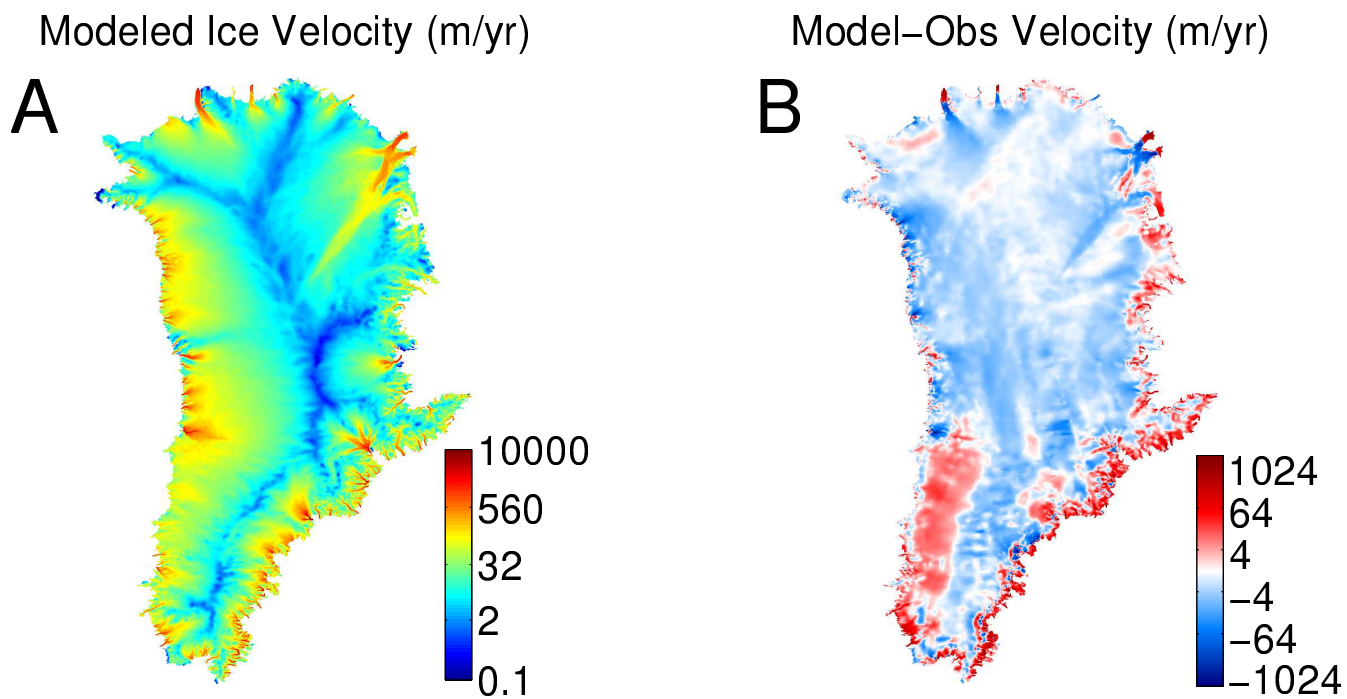 Modeled Ice Velocity (m/yr)
A
10000
560
32
2
0.1
Model−Obs Velocity (m/yr)
B
1024
64
4
−4
−64
−1024